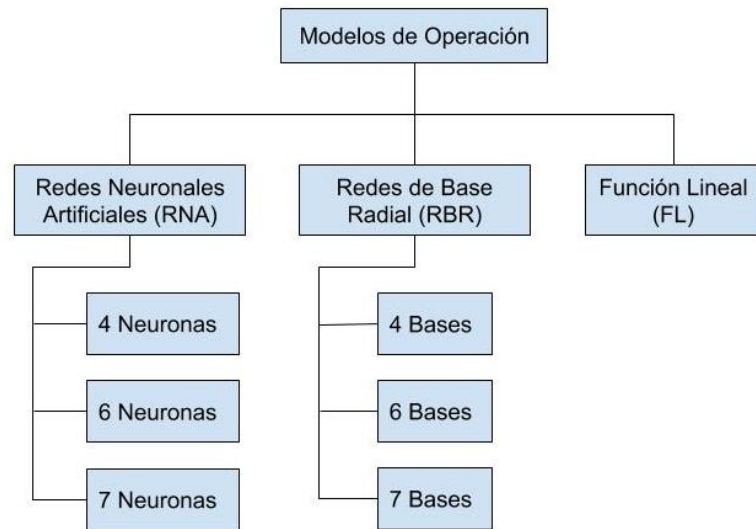 Modelos de Operación
Redes Neuronales
Artificiales (RNA)
4 Neuronas
6 Neuronas
7 Neuronas
Redes de Base
Radial (RBR)
4 Bases
6 Bases
7 Bases
Función Lineal
(FL)